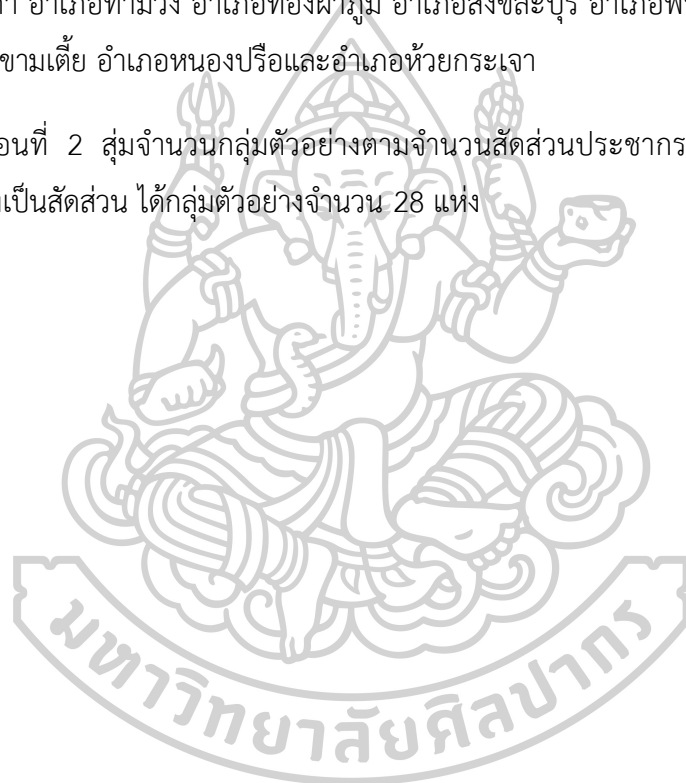 อำเภอท่าม่วง อำเภอทองผาภูมิ อำเภอสังขละบุรี
ขามเตี้ย อำเภอหนองปรือและอำเภอห้วยกระเจา
อนที่ 2 สุ่มจำนวนกลุ่มตัวอย่างตามจำนวนสัดส่วนประชากร
เป็นสัดส่วน ได้กลุ่มตัวอย่างจำนวน 28 แห่ง
มหาวิทยาลัยศิลปากร